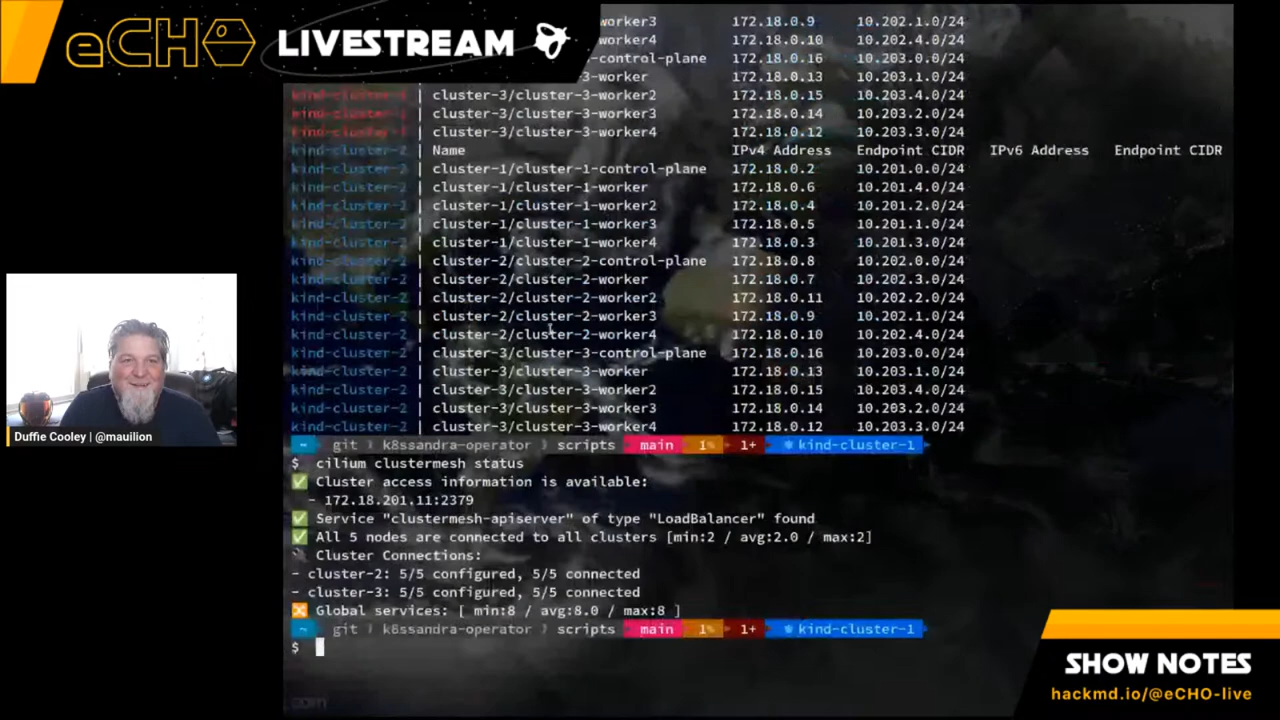 eCHO LIVESTREAM
worker3 172.18.0.9 10.202.1.0/24
worker4 172.18.0.10 10.202.4.0/24
-control-plane 172.18.0.16 10.203.0.0/24
3-worker 172.18.0.13 10.203.1.0/24
| cluster-3/cluster-3-worker2 172.18.0.15 10.203.4.0/24
| cluster-3/cluster-3-worker3 172.18.0.14 10.203.2.0/24
| cluster-3/cluster-3-worker4 172.18.0.12 10.203.3.0/24
kind-cluster-2 | Name IPv4 Address Endpoint CIDR IPv6 Address Endpoint CIDR
kind-cluster-2 | cluster-1/cluster-1-control-plane 172.18.0.2 10.201.0.0/24
kind-cluster-2 | cluster-1/cluster-1-worker 172.18.0.6 10.201.4.0/24
kind-cluster-2 | cluster-1/cluster-1-worker2 172.18.0.4 10.201.2.0/24
kind-cluster-2 | cluster-1/cluster-1-worker3 172.18.0.5 10.201.1.0/24
kind-cluster-2 | cluster-1/cluster-1-worker4 172.18.0.3 10.201.3.0/24
kind-cluster-2 | cluster-2/cluster-2-control-plane 172.18.0.8 10.202.0.0/24
kind-cluster-2 | cluster-2/cluster-2-worker 172.18.0.7 10.202.3.0/24
kind-cluster-2 | cluster-2/cluster-2-worker2 172.18.0.11 10.202.2.0/24
kind-cluster-2 | cluster-2/cluster-2-worker3 172.18.0.9 10.202.1.0/24
kind-cluster-2 | cluster-2/cluster-2-worker4 172.18.0.10 10.202.4.0/24
kind-cluster-2 | cluster-3/cluster-3-control-plane 172.18.0.16 10.203.0.0/24
kind-cluster-2 | cluster-3/cluster-3-worker 172.18.0.13 10.203.1.0/24
kind-cluster-2 | cluster-3/cluster-3-worker2 172.18.0.15 10.203.4.0/24
kind-cluster-2 | cluster-3/cluster-3-worker3 172.18.0.14 10.203.2.0/24
kind-cluster-2 | cluster-3/cluster-3-worker4 172.18.0.12 10.203.3.0/24
~ git k8ssandra-operator scripts main 1% 1+ kind-cluster-1
$ cilium clustermesh status
✅ Cluster access information is available:
- 172.18.201.11:2379
✅ Service "clustermesh-apiserver" of type "LoadBalancer" found
✅ All 5 nodes are connected to all clusters [min:2 / avg:2.0 / max:2]
🔌 Cluster Connections:
- cluster-2: 5/5 configured, 5/5 connected
- cluster-3: 5/5 configured, 5/5 connected
🔀 Global services: [ min:8 / avg:8.0 / max:8 ]
~ git k8ssandra-operator scripts main 1% 1+ kind-cluster-1
$
Duffie Cooley | @mauilion
SHOW NOTES
hackmd.io/@eCHO-live